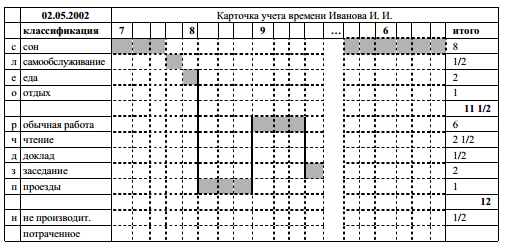 02.05.2002 Карточка учета времени Иванова И. И.
классификация 7 8 9 ... 6 итого
с сон 8
л самообслуживание 1/2
е еда 2
о отдых 1
11 1/2
р обычная работа 6
ч чтение 2 1/2
д доклад 1/2
з заседание 2
п проезды 1
12
н не производит. 1/2
потраченное